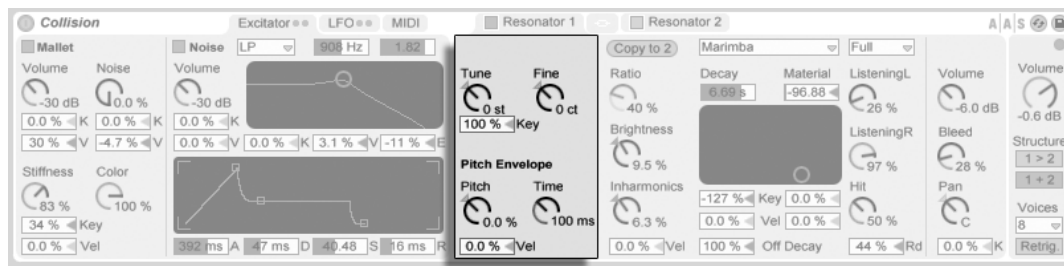 Collision
Excitator LFO MIDI
Resonator 1
Resonator 2
A A S
Mallet
Volume
-30 dB
0.0 % K
30 % V
Noise
0.0 %
0.0 % K
-4.7 % V
Stiffness
83 %
34 % Key
0.0 % Vel
Color
100 %
Noise LP 908 Hz 1.82
Volume
-30 dB
0.0 % K
0.0 % V
0.0 % K 3.1 % V -11 % E
392 ms A 47 ms D 40.48 S 16 ms R
Tune
0 st
100 % Key
Fine
0 ct
Pitch Envelope
Pitch
0.0 %
0.0 % Vel
Time
100 ms
Copy to 2 Marimba Full
Ratio
40 %
Brightness
9.5 %
Inharmonics
6.3 %
0.0 % Vel
Decay
6.69 s
Material
-96.88
-127 % Key 0.0 %
0.0 % Vel 0.0 %
100 % Off Decay
ListeningL
26 %
ListeningR
97 %
Hit
50 %
44 % Rd
Volume
-6.0 dB
Bleed
28 %
Pan
C
0.0 % K
Volume
-0.6 dB
Structure
1 > 2
1 + 2
Voices
8
Retrig.